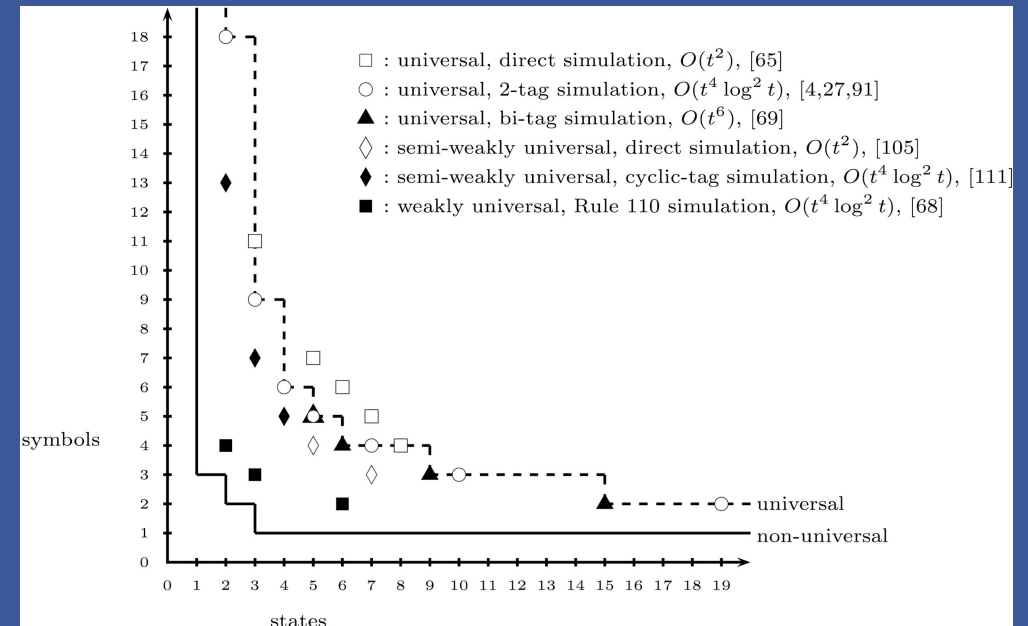 18
17
16
15
14
13
12
11
10
9
8
7
6
5
4
3
2
1
0
symbols
□ : universal, direct simulation, O(t²), [65]
○ : universal, 2-tag simulation, O(t⁴ log² t), [4,27,91]
▲ : universal, bi-tag simulation, O(t⁶), [69]
◊ : semi-weakly universal, direct simulation, O(t²), [105]
♦ : semi-weakly universal, cyclic-tag simulation, O(t⁴ log² t), [111]
■ : weakly universal, Rule 110 simulation, O(t⁴ log² t), [68]
universal
non-universal
0 1 2 3 4 5 6 7 8 9 10 11 12 13 14 15 16 17 18 19
states